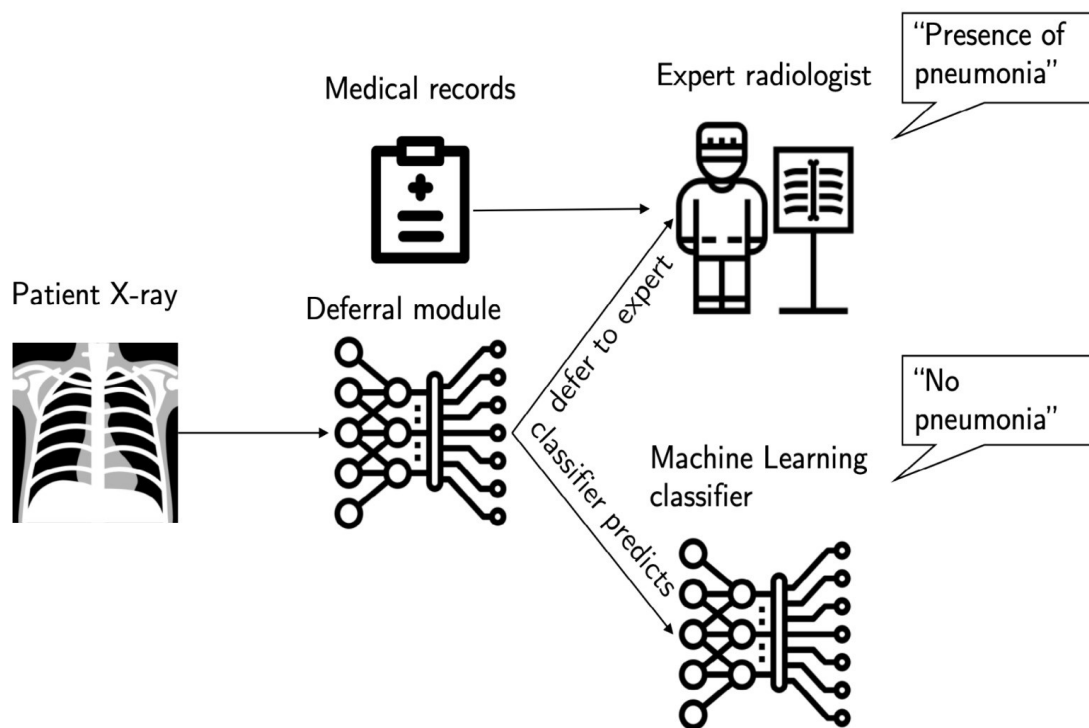 Medical records
Expert radiologist
“Presence of
pneumonia”
Patient X-ray
Deferral module
defer to expert
classifier predicts
Machine Learning
classifier
“No
pneumonia”